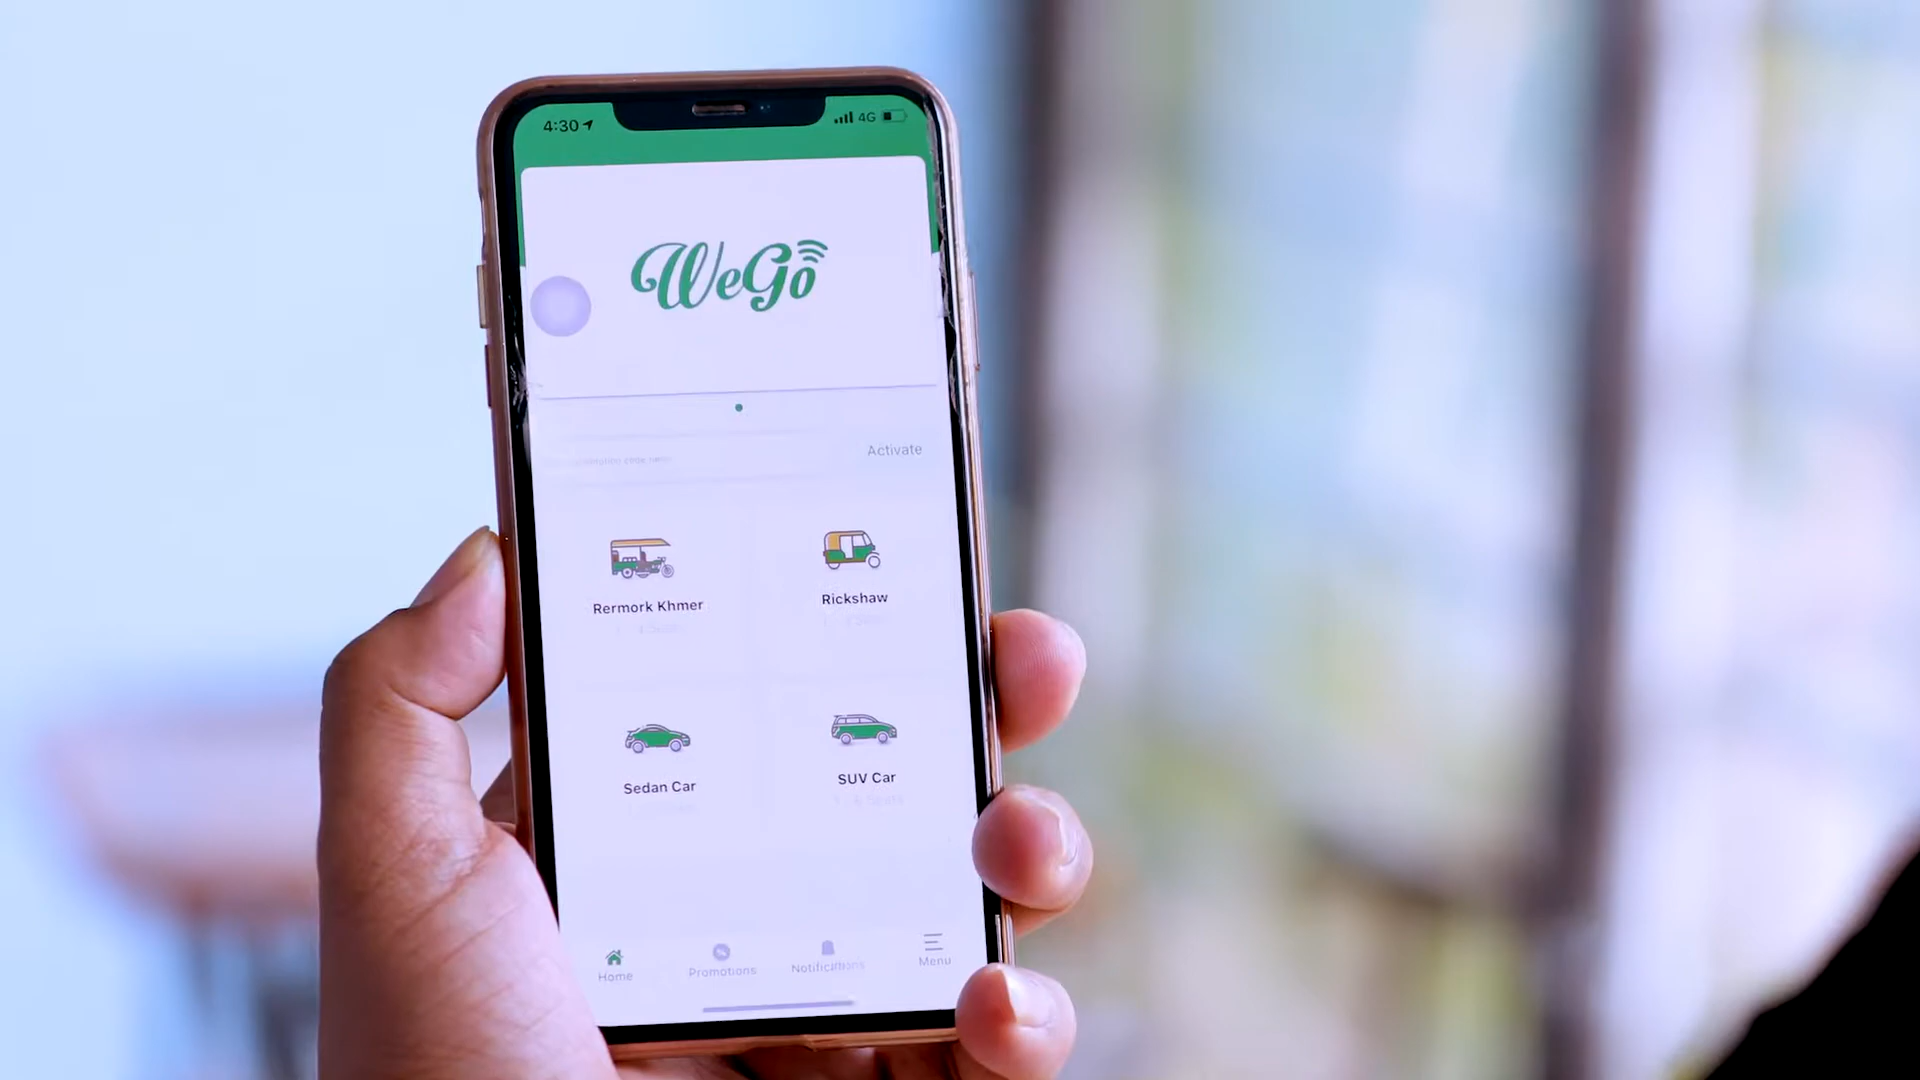 4:30
4G
WeGo
Activate
Rermork Khmer
Rickshaw
Sedan Car
SUV Car
Home
Promotions
Notifications
Menu